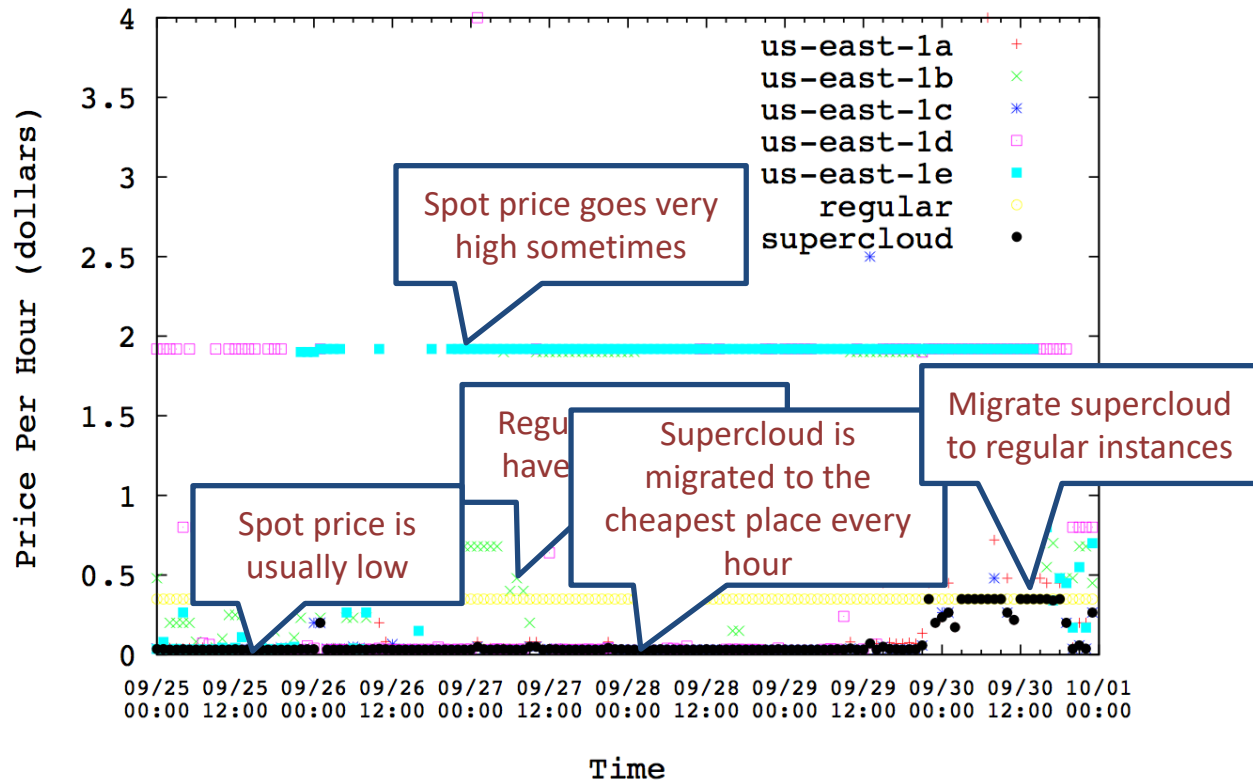 4
3.5
3
2.5
2
1.5
1
0.5
0
Price Per Hour (dollars)
us-east-1a
us-east-1b
us-east-1c
us-east-1d
us-east-1e
regular
supercloud
Spot price goes very
high sometimes
have
Supercloud is
migrated to the
cheapest place every
hour
Migrate supercloud
to regular instances
Spot price is
usually low
09/25 09/25 09/26 09/26 09/27 09/27 09/28 09/28 09/29 09/29 09/30 09/30 10/01
00:00 12:00 00:00 12:00 00:00 12:00 00:00 12:00 00:00 12:00 00:00 12:00 00:00
Time